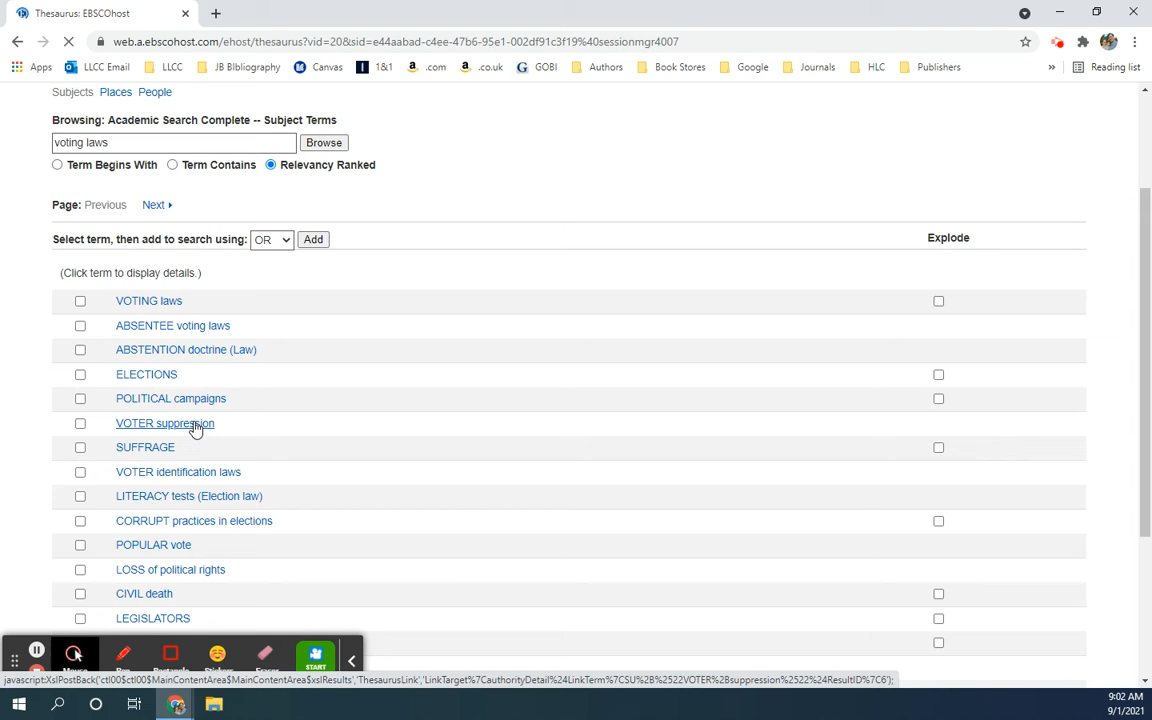 Thesaurus: EBSCOhost
web.a.ebscohost.com/ehost/thesaurus?vid=20&sid=e44aabad-c4ee-47b6-95e1-002df91c3f19%40sessionmgr4007
Apps LLCC Email LLCC JB BIbliography Canvas 1&1 .com .co.uk GOBI Authors Book Stores Google Journals HLC Publishers » Reading list
Subjects Places People
Browsing: Academic Search Complete -- Subject Terms
voting laws Browse
Term Begins With Term Contains Relevancy Ranked
Page: Previous Next
Select term, then add to search using: OR Add Explode
(Click term to display details.)
VOTING laws
ABSENTEE voting laws
ABSTENTION doctrine (Law)
ELECTIONS
POLITICAL campaigns
VOTER suppression
SUFFRAGE
VOTER identification laws
LITERACY tests (Election law)
CORRUPT practices in elections
POPULAR vote
LOSS of political rights
CIVIL death
LEGISLATORS
START
javascript:XslPostBack('ctl00$ctl00$MainContentArea$MainContentArea$xslResults','ThesaurusLink','LinkTarget%7CauthorityDetail%24LinkTerm%7CSU%2B%2522VOTER%2Bsuppression%2522%24ResultID%7C6');
9:02 AM
9/1/2021